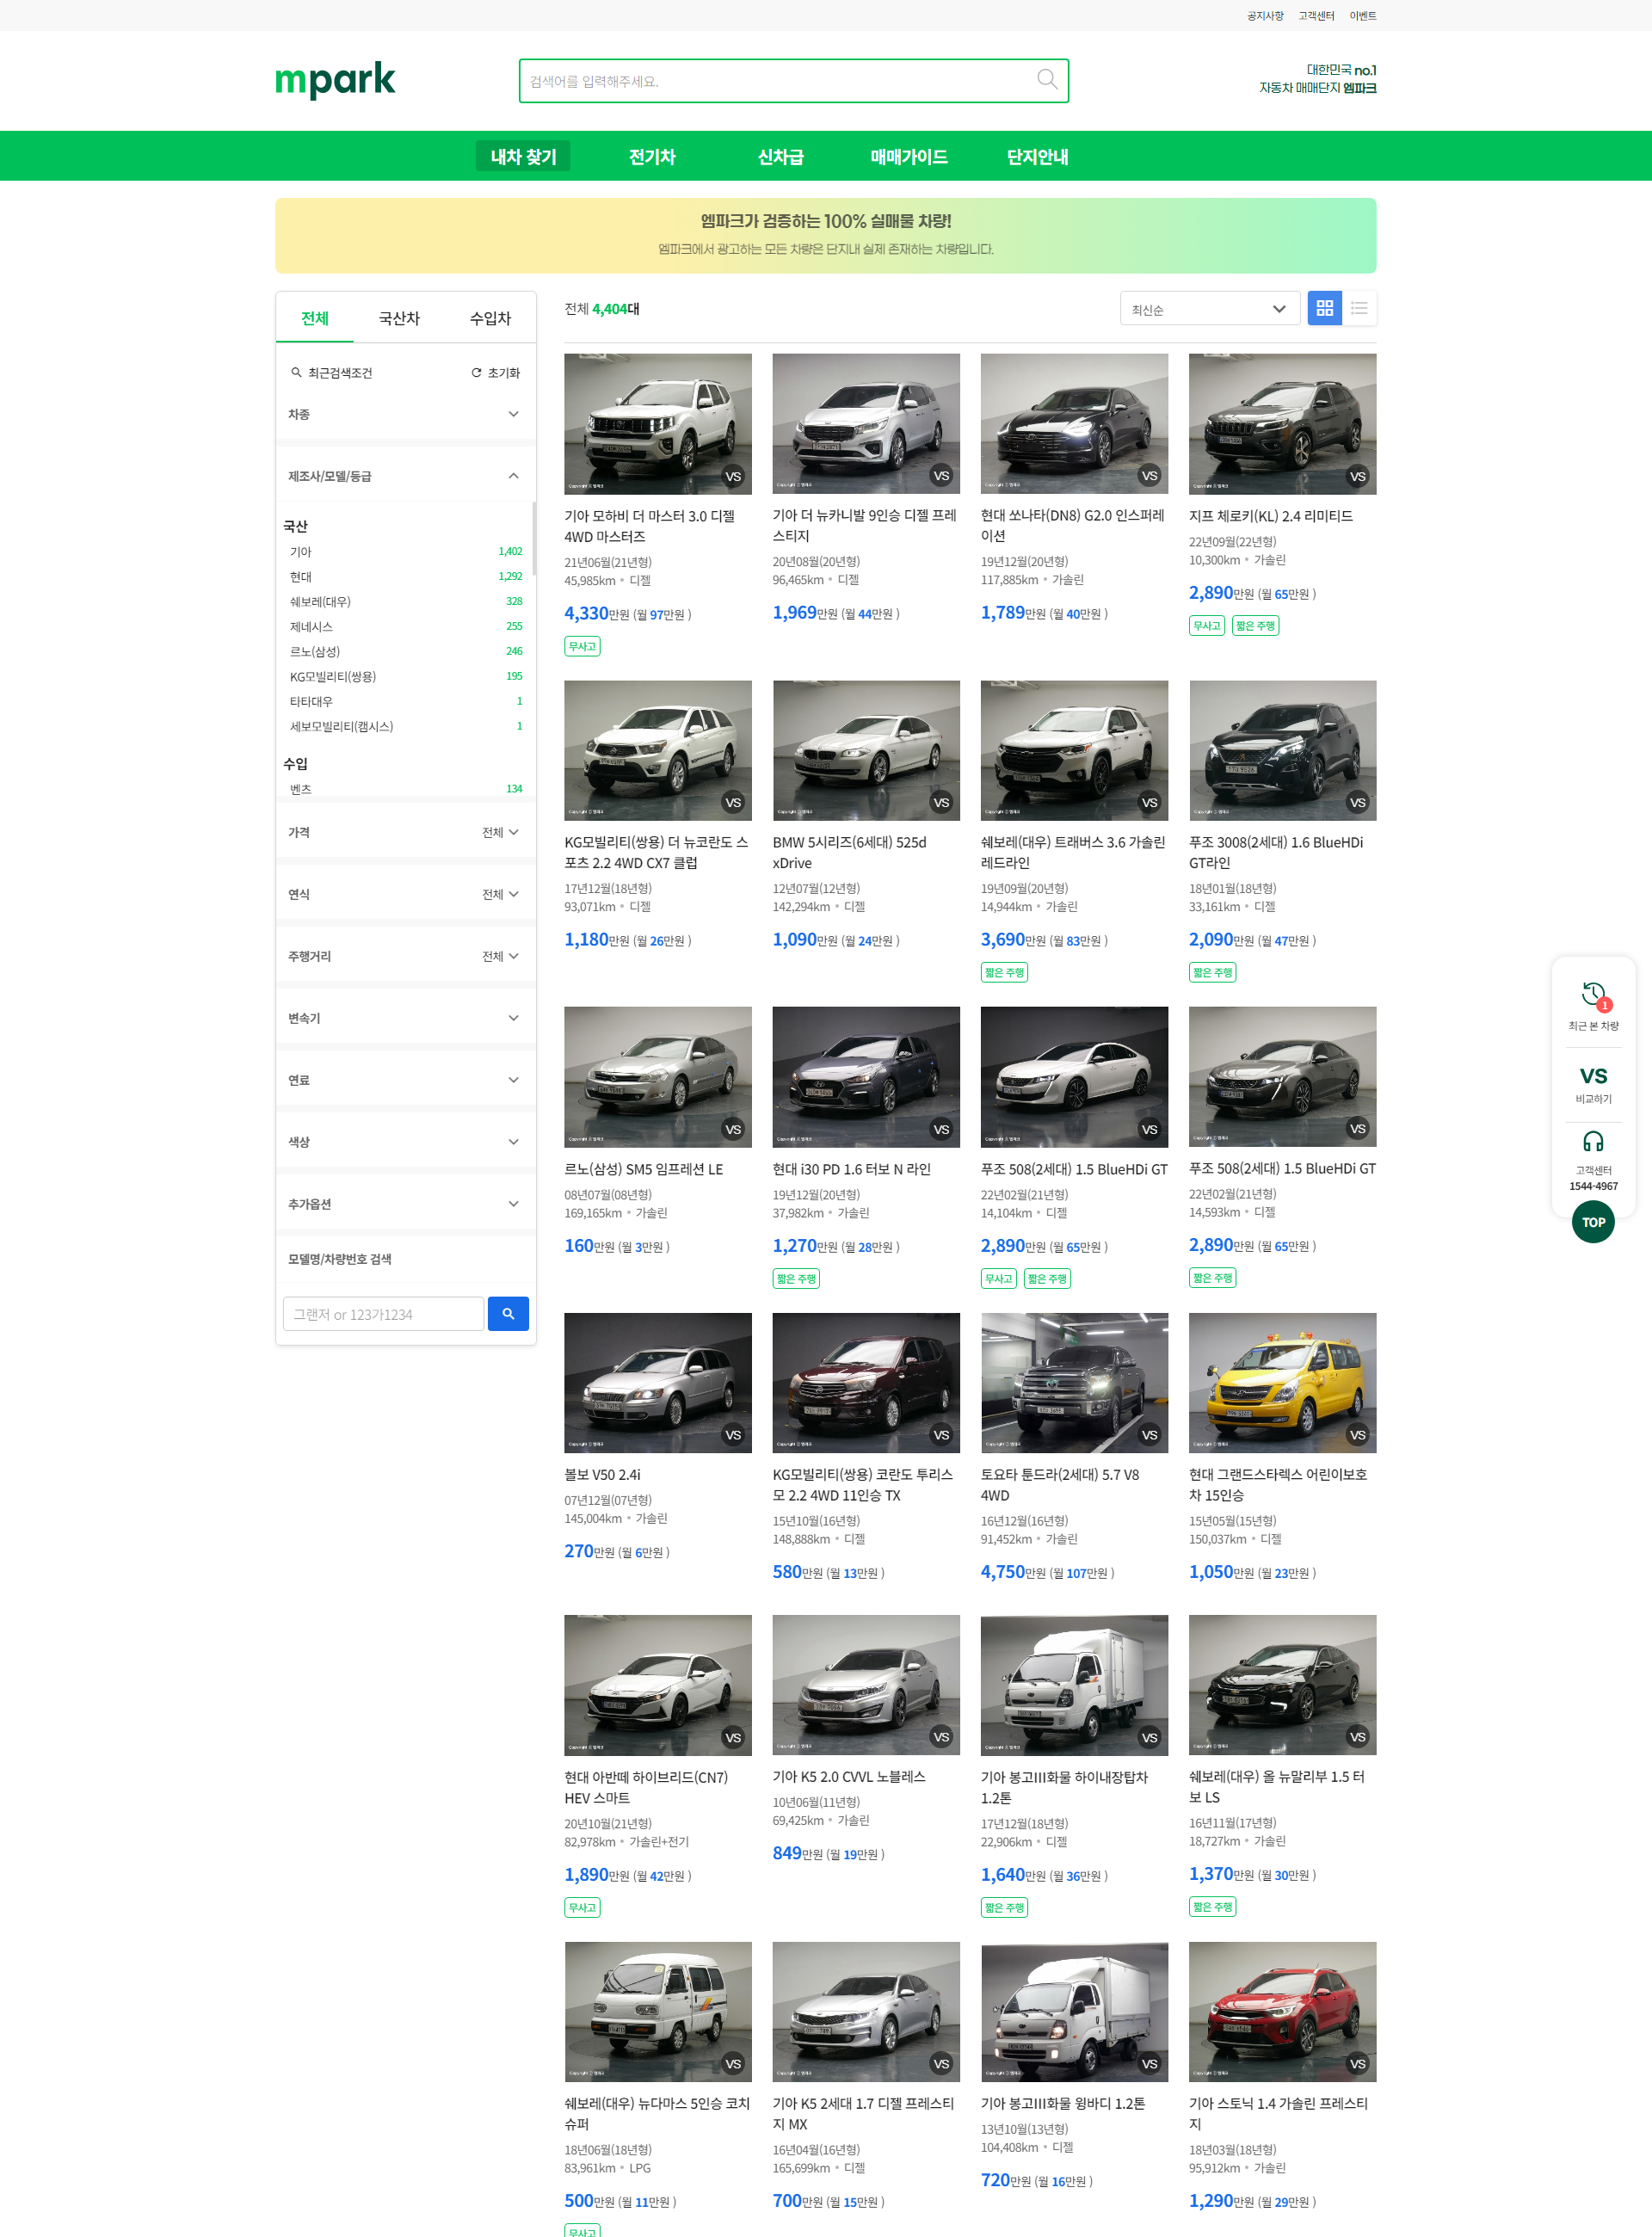 공지사항 고객센터 이벤트
mpark
검색어를 입력해주세요.
대한민국 no.1
자동차 매매단지 엠파크
내차 찾기 전기차 신차급 매매가이드 단지안내
엠파크가 검증하는 100% 실매물 차량!
엠파크에서 광고하는 모든 차량은 단지내 실제 존재하는 차량입니다.
전체 국산차 수입차
최근검색조건 초기화
차종
제조사/모델/등급
국산
기아 1,402
현대 1,292
쉐보레(대우) 328
제네시스 255
르노(삼성) 246
KG모빌리티(쌍용) 195
타타대우 1
세보모빌리티(캠시스) 1
수입
벤츠 134
가격 전체
연식 전체
주행거리 전체
변속기
연료
색상
추가옵션
모델명/차량번호 검색
그랜저 or 123가1234
전체 4,404대
최신순
VS
기아 모하비 더 마스터 3.0 디젤
4WD 마스터즈
21년06월(21년형)
45,985km • 디젤
4,330만원 (월 97만원 )
무사고
VS
기아 더 뉴카니발 9인승 디젤 프레
스티지
20년08월(20년형)
96,465km • 디젤
1,969만원 (월 44만원 )
VS
현대 쏘나타(DN8) G2.0 인스퍼레
이션
19년12월(20년형)
117,885km • 가솔린
1,789만원 (월 40만원 )
VS
지프 체로키(KL) 2.4 리미티드
22년09월(22년형)
10,300km • 가솔린
2,890만원 (월 65만원 )
무사고 짧은 주행
VS
KG모빌리티(쌍용) 더 뉴코란도 스
포츠 2.2 4WD CX7 클럽
17년12월(18년형)
93,071km • 디젤
1,180만원 (월 26만원 )
VS
BMW 5시리즈(6세대) 525d
xDrive
12년07월(12년형)
142,294km • 디젤
1,090만원 (월 24만원 )
VS
쉐보레(대우) 트래버스 3.6 가솔린
레드라인
19년09월(20년형)
14,944km • 가솔린
3,690만원 (월 83만원 )
짧은 주행
VS
푸조 3008(2세대) 1.6 BlueHDi
GT라인
18년01월(18년형)
33,161km • 디젤
2,090만원 (월 47만원 )
짧은 주행
VS
르노(삼성) SM5 임프레션 LE
08년07월(08년형)
169,165km • 가솔린
160만원 (월 3만원 )
VS
현대 i30 PD 1.6 터보 N 라인
19년12월(20년형)
37,982km • 가솔린
1,270만원 (월 28만원 )
짧은 주행
VS
푸조 508(2세대) 1.5 BlueHDi GT
22년02월(21년형)
14,104km • 디젤
2,890만원 (월 65만원 )
무사고 짧은 주행
VS
푸조 508(2세대) 1.5 BlueHDi GT
22년02월(21년형)
14,593km • 디젤
2,890만원 (월 65만원 )
짧은 주행
VS
볼보 V50 2.4i
07년12월(07년형)
145,004km • 가솔린
270만원 (월 6만원 )
VS
KG모빌리티(쌍용) 코란도 투리스
모 2.2 4WD 11인승 TX
15년10월(16년형)
148,888km • 디젤
580만원 (월 13만원 )
VS
토요타 툰드라(2세대) 5.7 V8
4WD
16년12월(16년형)
91,452km • 가솔린
4,750만원 (월 107만원 )
VS
현대 그랜드스타렉스 어린이보호
차 15인승
15년05월(15년형)
150,037km • 디젤
1,050만원 (월 23만원 )
VS
현대 아반떼 하이브리드(CN7)
HEV 스마트
20년10월(21년형)
82,978km • 가솔린+전기
1,890만원 (월 42만원 )
무사고
VS
기아 K5 2.0 CVVL 노블레스
10년06월(11년형)
69,425km • 가솔린
849만원 (월 19만원 )
VS
기아 봉고III화물 하이내장탑차
1.2톤
17년12월(18년형)
22,906km • 디젤
1,640만원 (월 36만원 )
짧은 주행
VS
쉐보레(대우) 올 뉴말리부 1.5 터
보 LS
16년11월(17년형)
18,727km • 가솔린
1,370만원 (월 30만원 )
짧은 주행
VS
쉐보레(대우) 뉴다마스 5인승 코치
슈퍼
18년06월(18년형)
83,961km • LPG
500만원 (월 11만원 )
무사고
VS
기아 K5 2세대 1.7 디젤 프레스티
지 MX
16년04월(16년형)
165,699km • 디젤
700만원 (월 15만원 )
VS
기아 봉고III화물 윙바디 1.2톤
13년10월(13년형)
104,408km • 디젤
720만원 (월 16만원 )
VS
기아 스토닉 1.4 가솔린 프레스티
지
18년03월(18년형)
95,912km • 가솔린
1,290만원 (월 29만원 )
1
최근 본 차량
VS
비교하기
고객센터
1544-4967
TOP